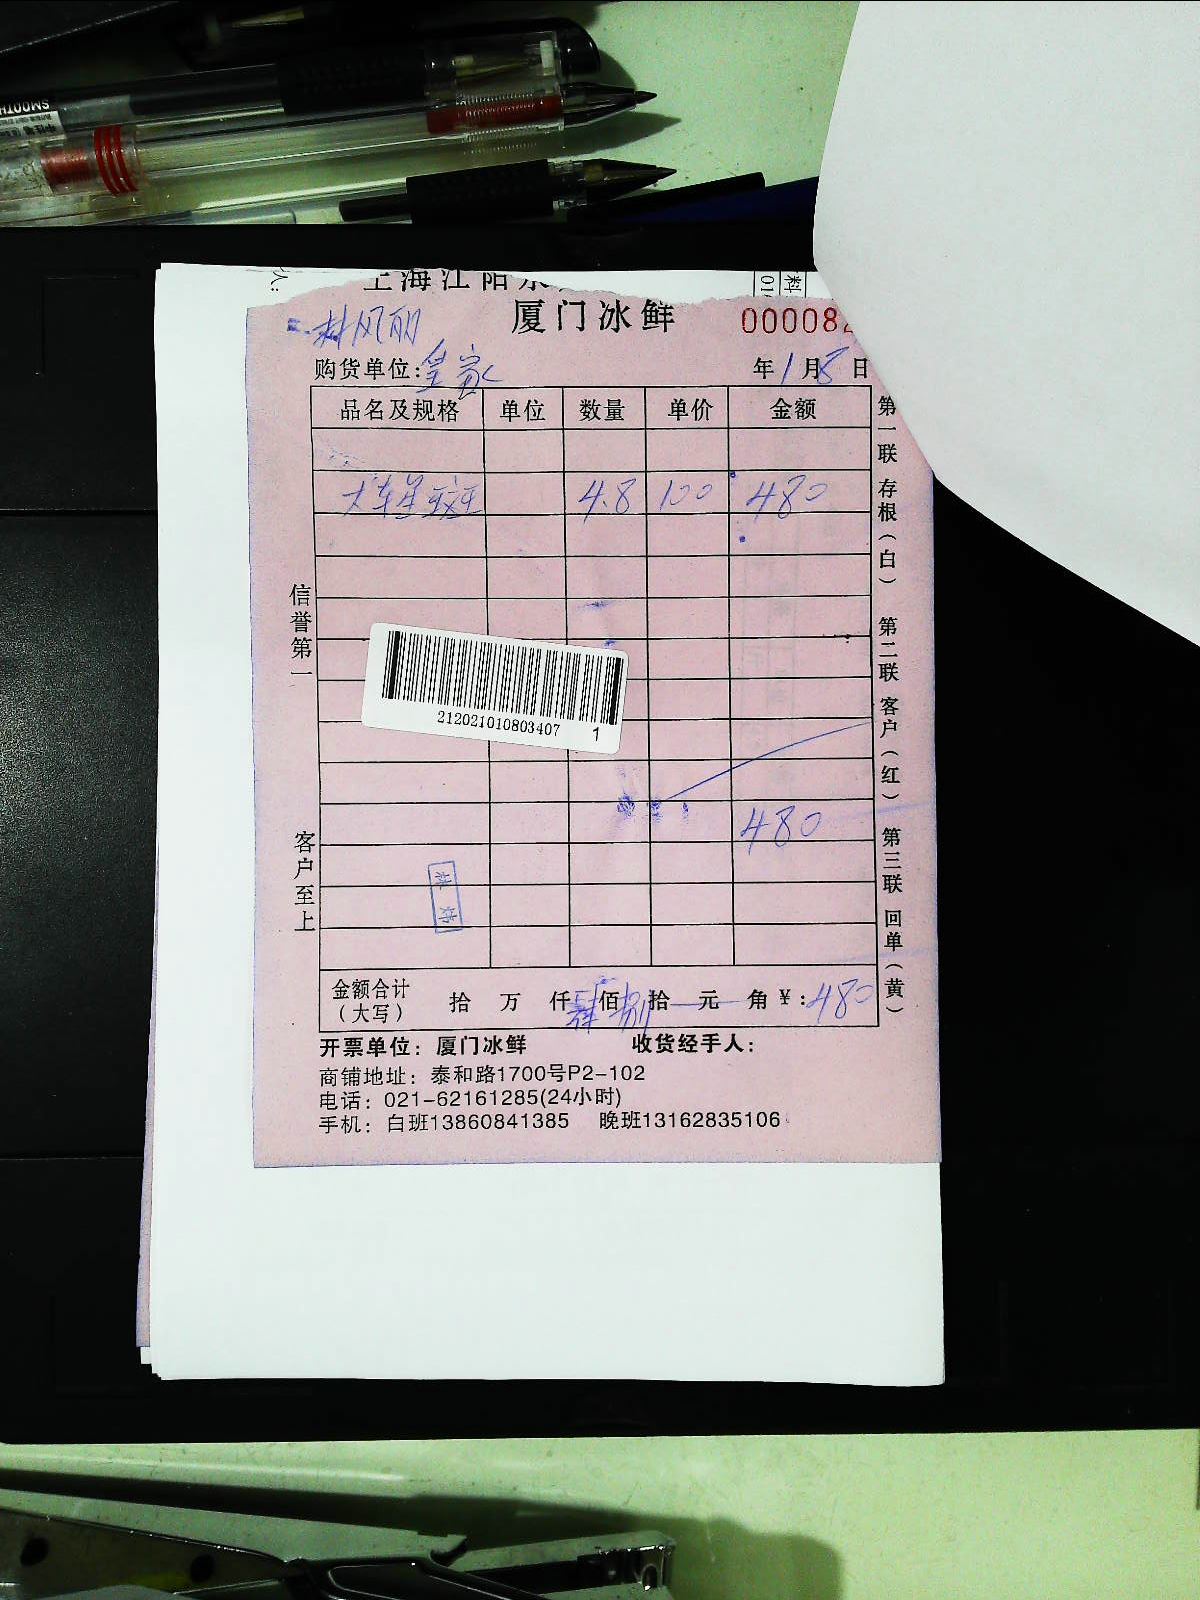 SMOOTH
上海江阳水
厦门冰鲜
000082
林风丽
购货单位:皇家
年1月8日
品名及规格 单位 数量 单价 金额
大东星斑 4.8 100 480
信誉第一
212021010803407 1
480
客户至上
金额合计(大写) 拾 万 仟 肆 佰 捌 拾 元 角 ¥:480
第一联 存根(白) 第二联 客户(红) 第三联 回单(黄)
开票单位: 厦门冰鲜 收货经手人:
商铺地址: 泰和路1700号P2-102
电话: 021-62161285(24小时)
手机: 白班13860841385 晚班13162835106